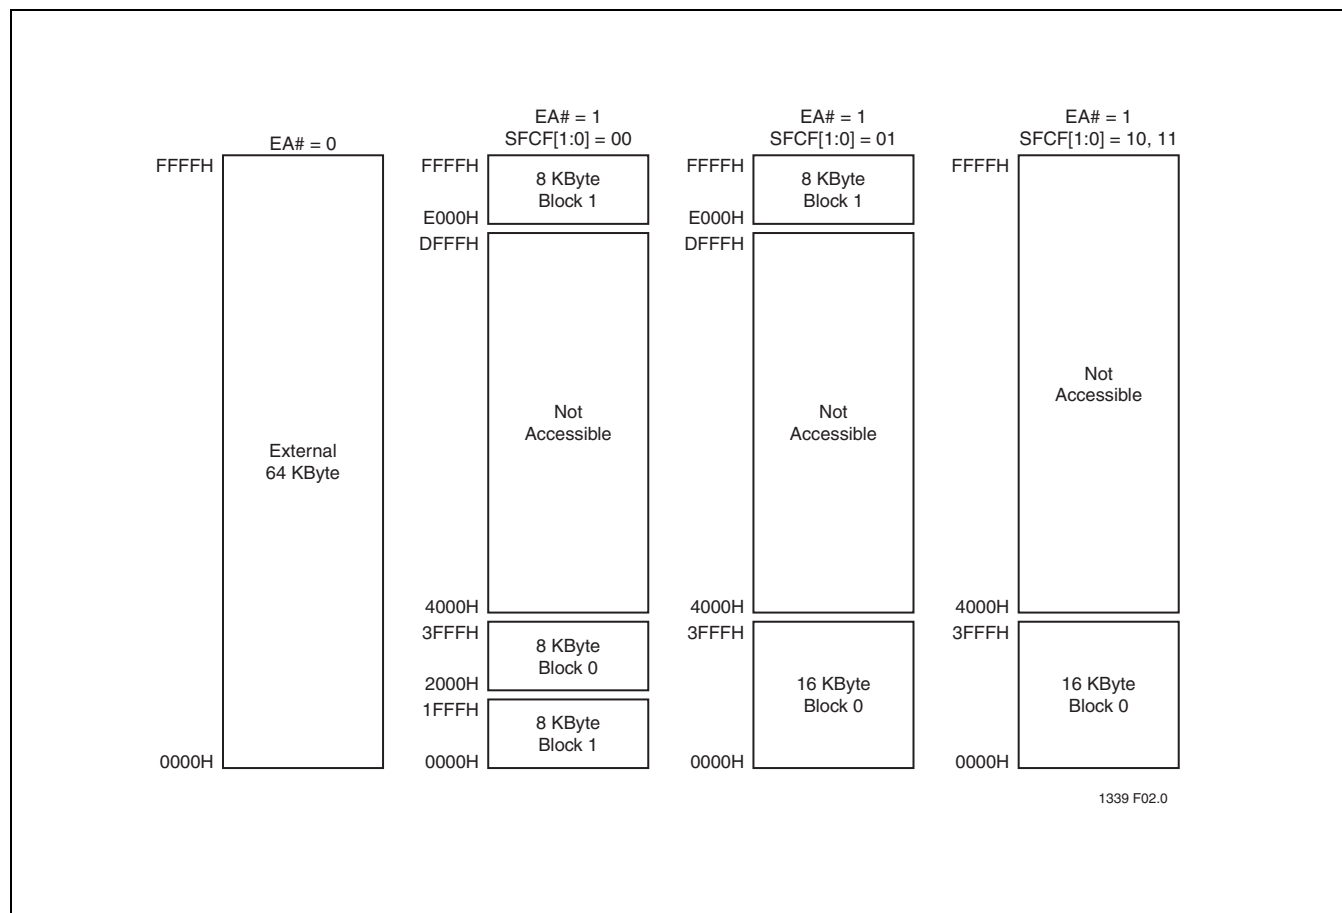 EA# = 0
FFFFH
External
64 KByte
0000H
EA# = 1
SFCF[1:0] = 00
FFFFH
8 KByte
Block 1
E000H
DFFFH
Not
Accessible
4000H
3FFFH
8 KByte
Block 0
2000H
1FFFH
8 KByte
Block 1
0000H
EA# = 1
SFCF[1:0] = 01
FFFFH
8 KByte
Block 1
E000H
DFFFH
Not
Accessible
4000H
3FFFH
16 KByte
Block 0
0000H
EA# = 1
SFCF[1:0] = 10, 11
FFFFH
Not
Accessible
4000H
3FFFH
16 KByte
Block 0
0000H
1339 F02.0